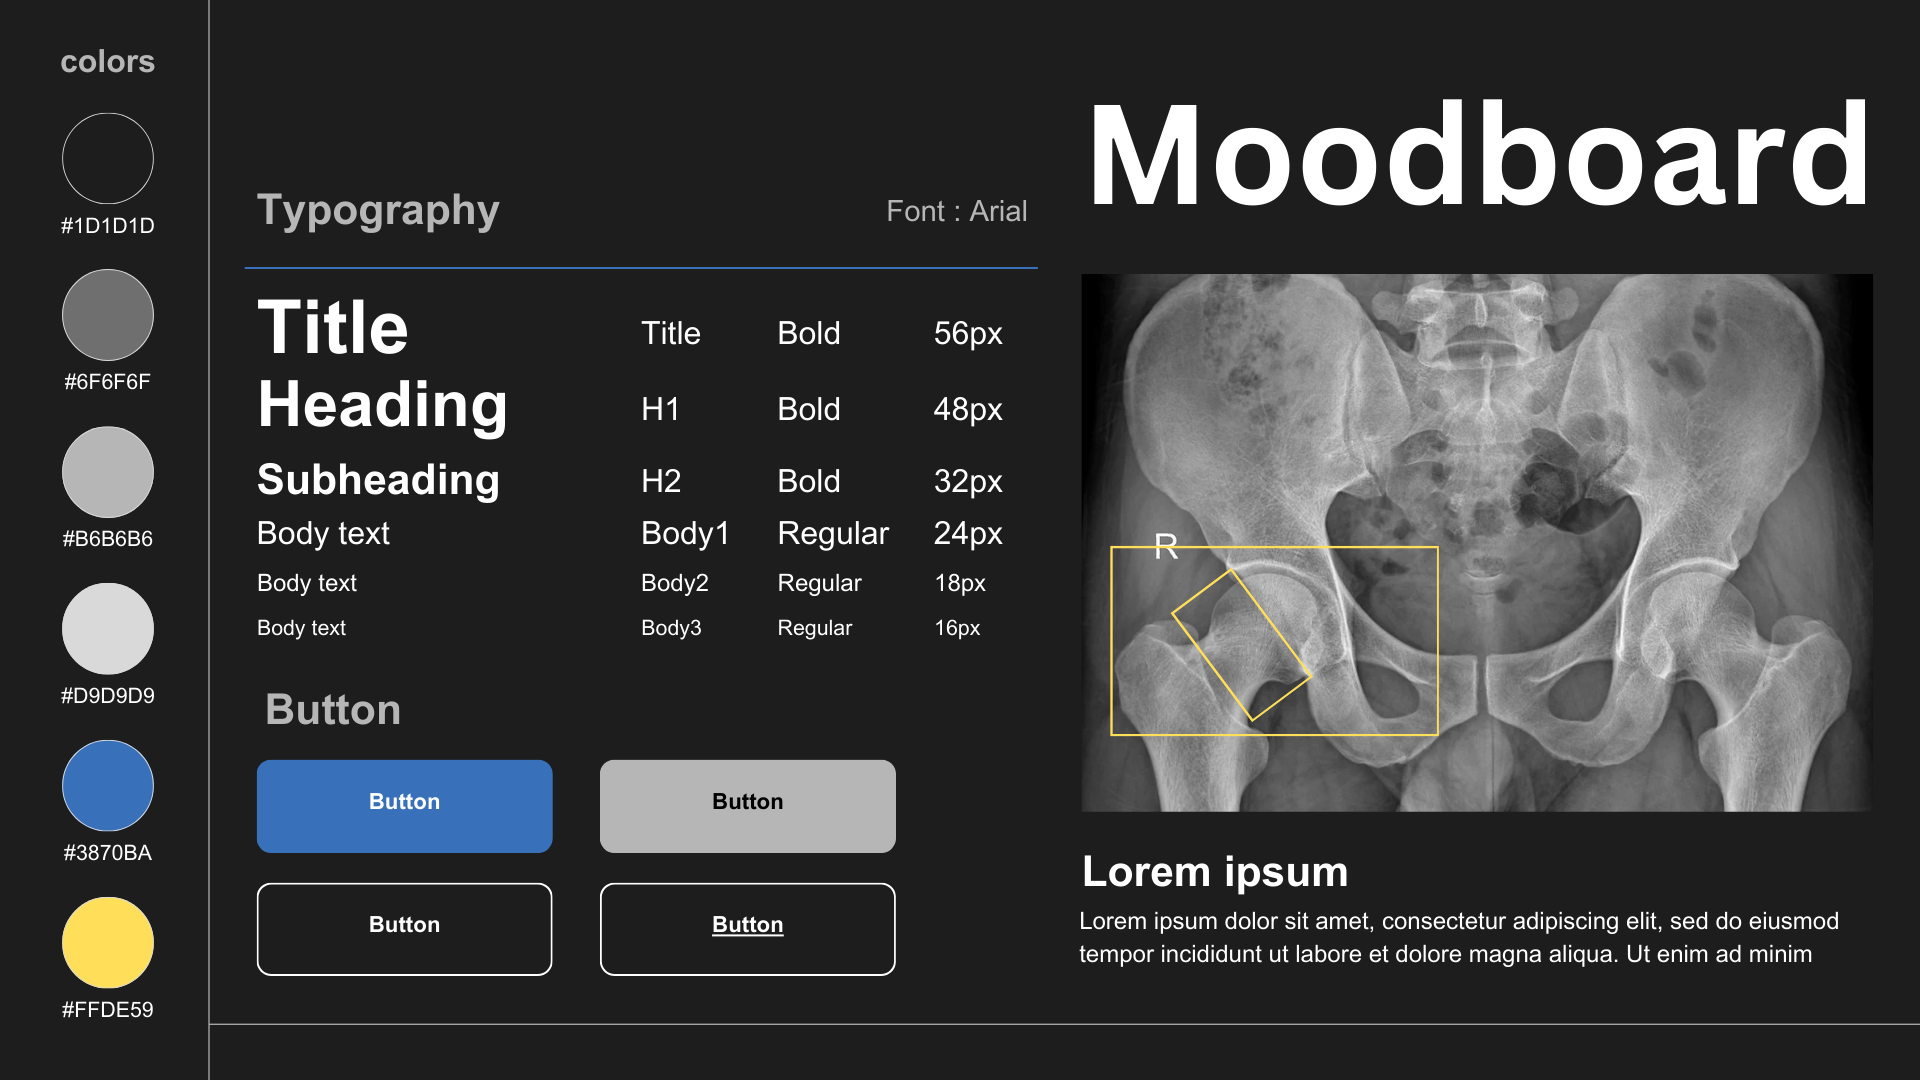 colors
#1D1D1D
#6F6F6F
#B6B6B6
#D9D9D9
#3870BA
#FFDE59
Typography Font : Arial
Title Title Bold 56px
Heading H1 Bold 48px
Subheading H2 Bold 32px
Body text Body1 Regular 24px
Body text Body2 Regular 18px
Body text Body3 Regular 16px
Button
Button Button
Button Button
Moodboard
R
Lorem ipsum
Lorem ipsum dolor sit amet, consectetur adipiscing elit, sed do eiusmod
tempor incididunt ut labore et dolore magna aliqua. Ut enim ad minim